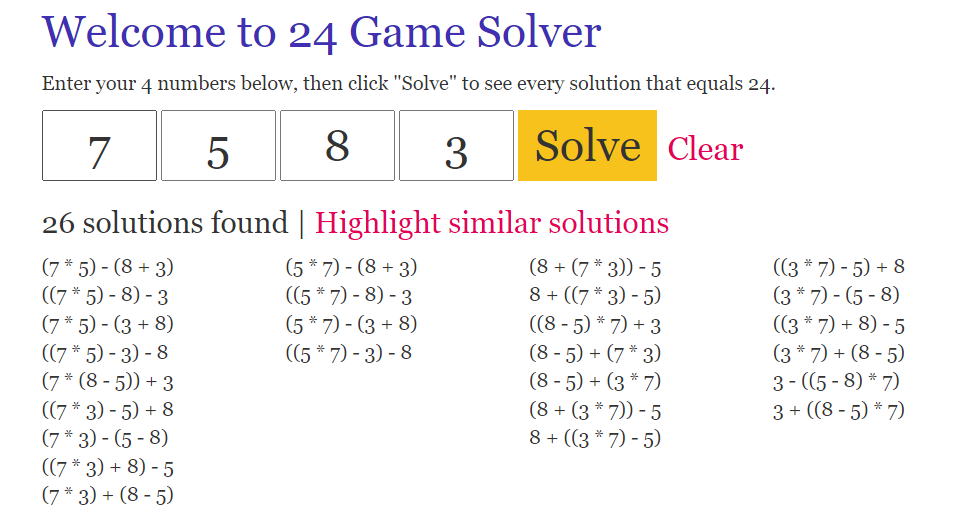 Welcome to 24 Game Solver
Enter your 4 numbers below, then click "Solve" to see every solution that equals 24.
7 5 8 3 Solve Clear
26 solutions found | Highlight similar solutions
(7 * 5) - (8 + 3)
((7 * 5) - 8) - 3
(7 * 5) - (3 + 8)
((7 * 5) - 3) - 8
(7 * (8 - 5)) + 3
((7 * 3) - 5) + 8
(7 * 3) - (5 - 8)
((7 * 3) + 8) - 5
(7 * 3) + (8 - 5)
(5 * 7) - (8 + 3)
((5 * 7) - 8) - 3
(5 * 7) - (3 + 8)
((5 * 7) - 3) - 8
(8 + (7 * 3)) - 5
8 + ((7 * 3) - 5)
((8 - 5) * 7) + 3
(8 - 5) + (7 * 3)
(8 - 5) + (3 * 7)
(8 + (3 * 7)) - 5
8 + ((3 * 7) - 5)
((3 * 7) - 5) + 8
(3 * 7) - (5 - 8)
((3 * 7) + 8) - 5
(3 * 7) + (8 - 5)
3 - ((5 - 8) * 7)
3 + ((8 - 5) * 7)